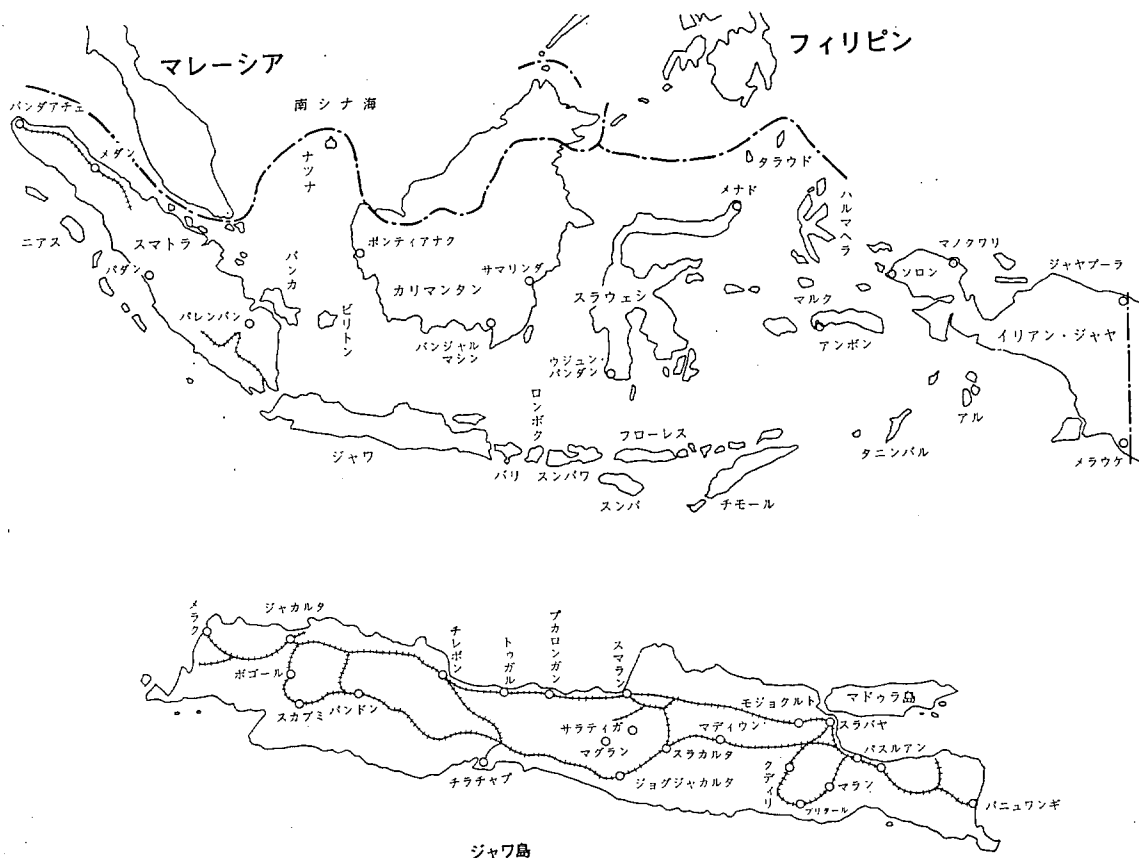 マレーシア
フィリピン
バンダアチェ
南シナ海
メダン
ナツナ
タラウド
メナド
ハルマヘラ
ニアス
スマトラ
パダン
バンカ
ポンティアナク
サマリンダ
カリマンタン
スラウェシ
マノクワリ
ソロン
ジャヤプーラ
マルク
パレンバン
ビリトン
バンジャル
マシン
アンボン
イリアン・ジャヤ
ウジュン・
パンダン
ロンボク
フローレス
アル
ジャワ
バリ
スンバワ
タニンバル
メラウケ
スンバ
チモール
メラク
ジャカルタ
チレボン
トゥガル
プカロンガン
スマラン
ボゴール
モジョクルト
マドゥラ島
スカブミ
バンドン
サラティガ
マディウン
スラバヤ
マグラン
スラカルタ
パスルアン
チラチャプ
ジョグジャカルタ
クディリ
マラン
ブリタール
バニュワンギ
ジャワ島